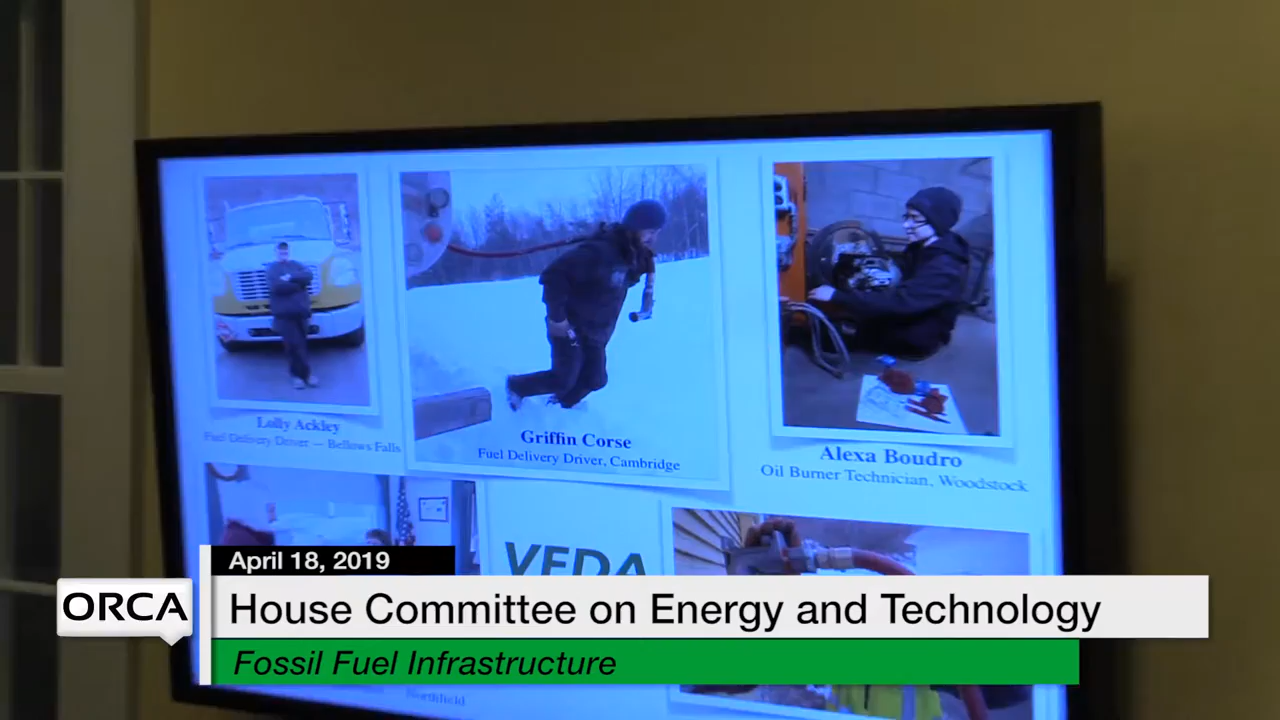 Lolly Ackley
Fuel Delivery Driver — Bellows Falls
Griffin Corse
Fuel Delivery Driver, Cambridge
Alexa Boudro
Oil Burner Technician, Woodstock
April 18, 2019
ORCA
House Committee on Energy and Technology
Fossil Fuel Infrastructure
Northfield